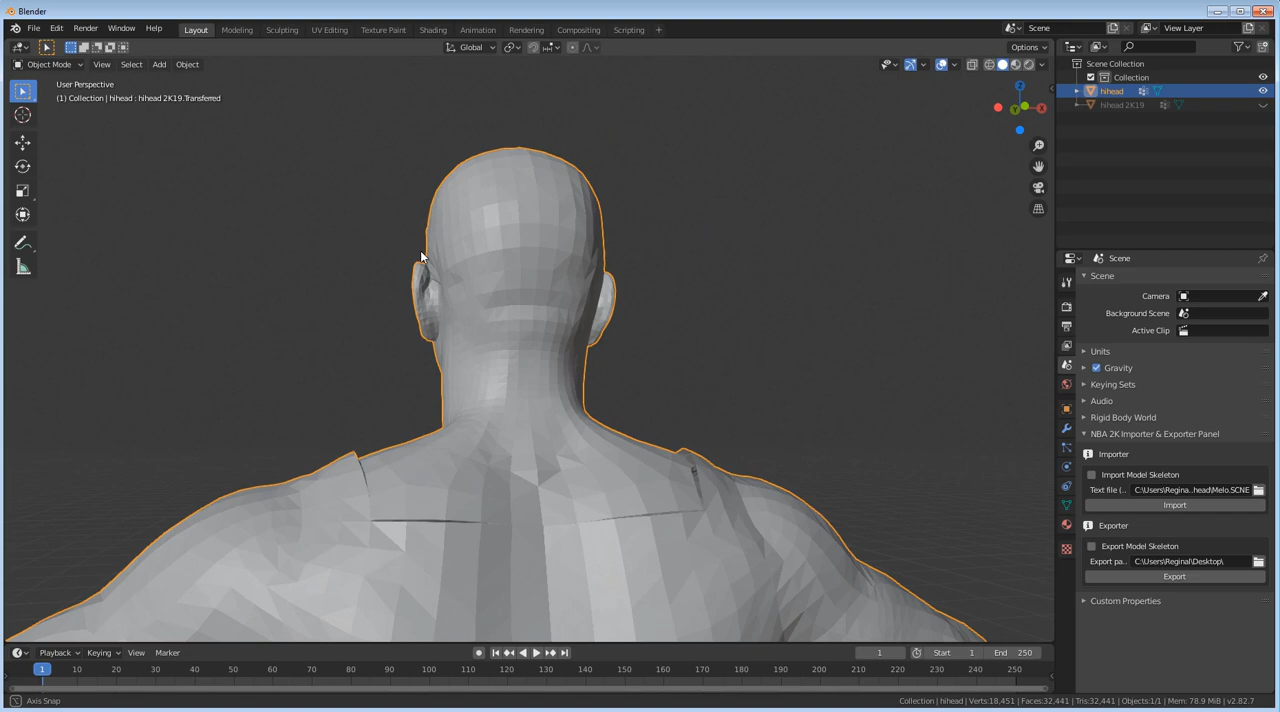 Blender
File Edit Render Window Help
Layout Modeling Sculpting UV Editing Texture Paint Shading Animation Rendering Compositing Scripting +
Scene
View Layer
Global
Options
Object Mode View Select Add Object
User Perspective
(1) Collection | hihead : hihead 2K19.Transferred
Z
Y
X
Scene Collection
Collection
hihead
hihead 2K19
Scene
Scene
Camera
Background Scene
Active Clip
Units
Gravity
Keying Sets
Audio
Rigid Body World
NBA 2K Importer & Exporter Panel
Importer
Import Model Skeleton
Text file (.. C:\Users\Regina..head\Melo.SCNE
Import
Exporter
Export Model Skeleton
Export pa.. C:\Users\Reginal\Desktop\
Export
Custom Properties
Playback Keying View Marker
1 Start 1 End 250
1 10 20 30 40 50 60 70 80 90 100 110 120 130 140 150 160 170 180 190 200 210 220 230 240 250
Axis Snap
Collection | hihead | Verts:18,451 | Faces:32,441 | Tris:32,441 | Objects:1/1 | Mem: 78.9 MiB | v2.82.7